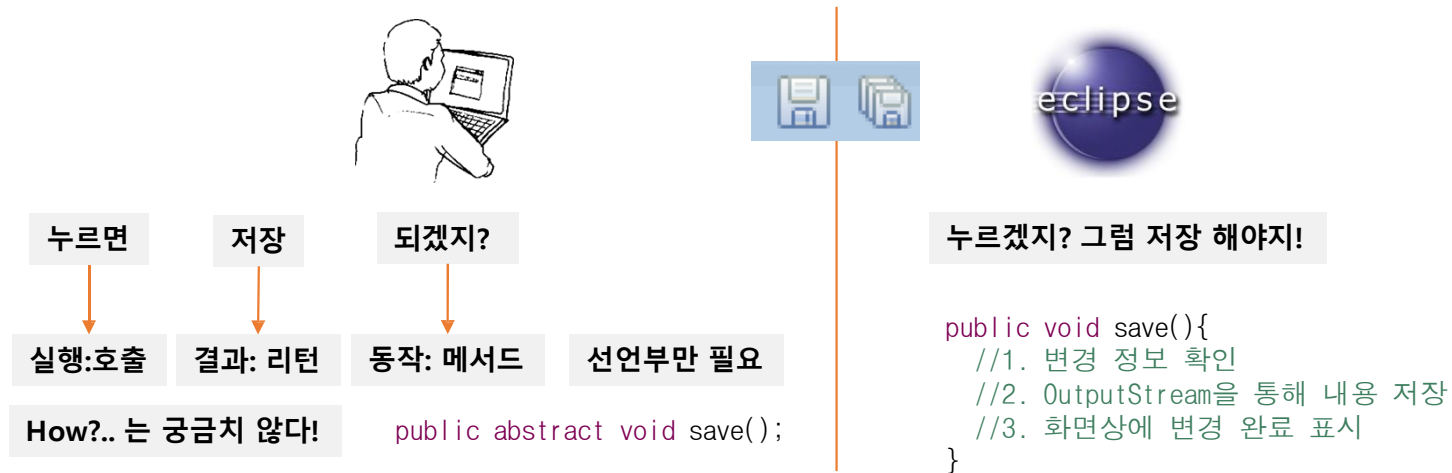 eclipse
누르면
저장
되겠지?
누르겠지? 그럼 저장 해야지!
실행:호출
결과: 리턴
동작: 메서드
선언부만 필요
How?.. 는 궁금치 않다!
public abstract void save();
public void save(){
//1. 변경 정보 확인
//2. OutputStream을 통해 내용 저장
//3. 화면상에 변경 완료 표시
}